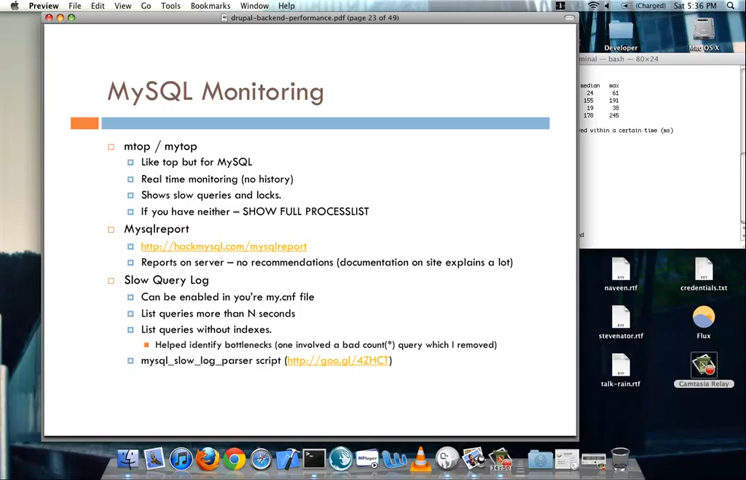 Preview File Edit View Go Tools Bookmarks Window Help
(Charged) Sat 5:36 PM
drupal-backend-performance.pdf (page 23 of 49)
MySQL Monitoring
mtop / mytop
Like top but for MySQL
Real time monitoring (no history)
Shows slow queries and locks.
If you have neither – SHOW FULL PROCESSLIST
Mysqlreport
http://hackmysql.com/mysqlreport
Reports on server – no recommendations (documentation on site explains a lot)
Slow Query Log
Can be enabled in you're my.cnf file
List queries more than N seconds
List queries without indexes.
Helped identify bottlenecks (one involved a bad count(*) query which I removed)
mysql_slow_log_parser script (http://goo.gl/4ZHCT)
Developer
Mac OS X
minal — bash — 80×24
median max
24 61
155 191
19 38
170 245
ved within a certain time (ms)
naveen.rtf
credentials.txt
stevenator.rtf
Flux
talk-rain.rtf
Camtasia Relay
MPlayer